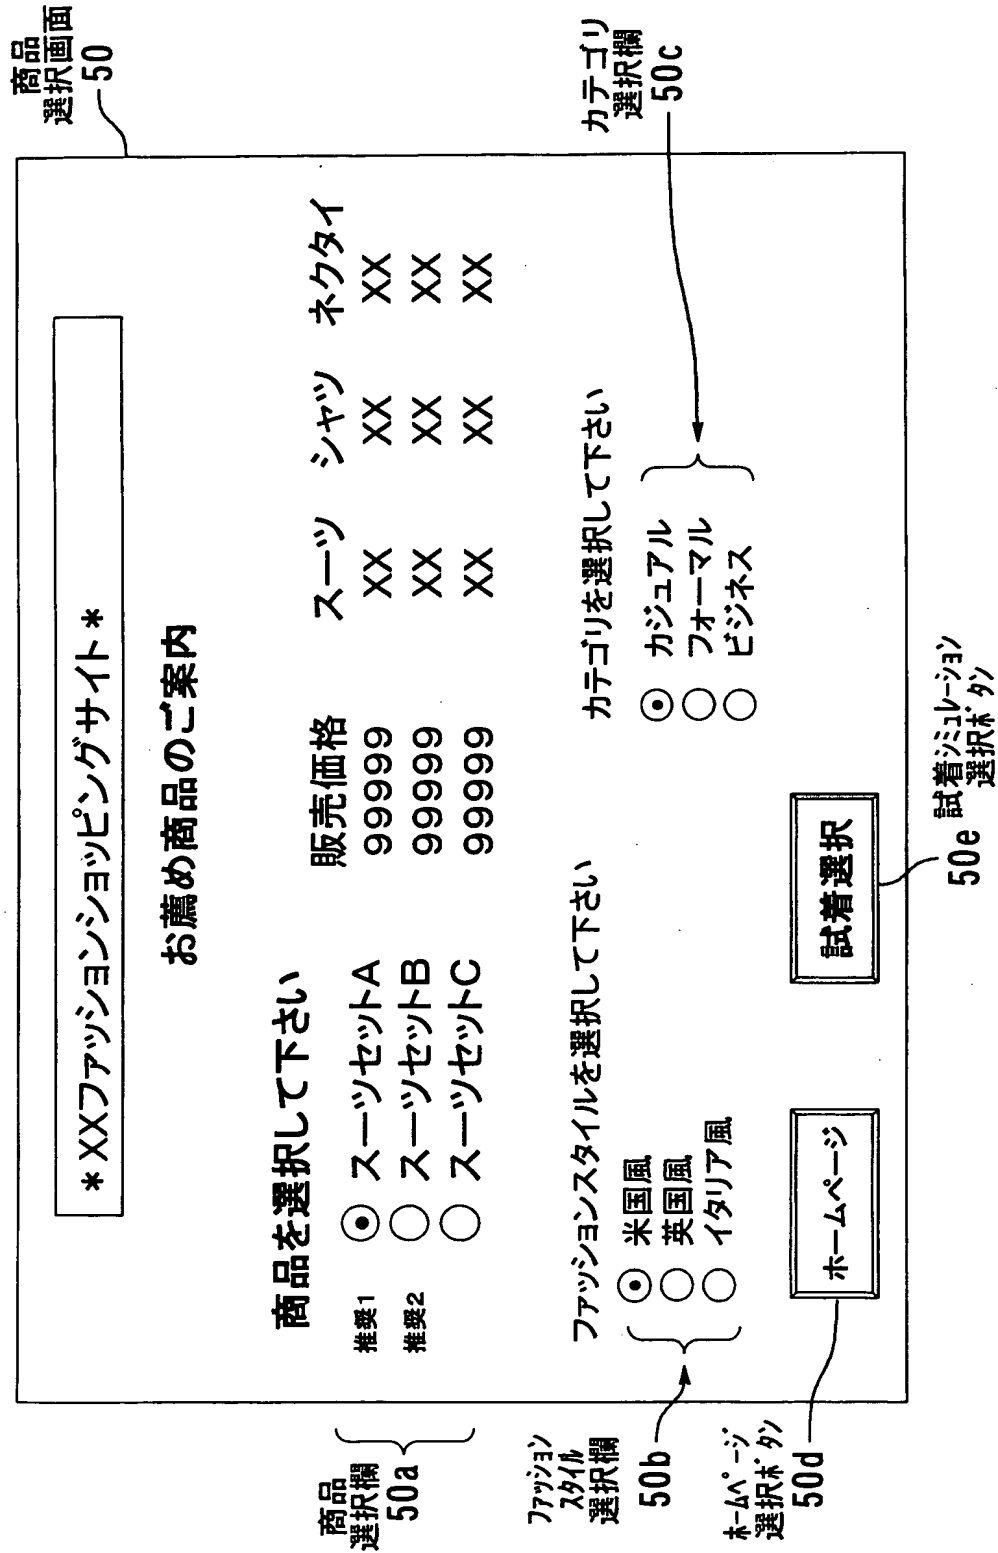 商品
選択画面
50
＊XXファッションショッピングサイト＊
お薦め商品のご案内
商品を選択して下さい
販売価格 スーツ シャツ ネクタイ
推奨1 スーツセットA 99999 XX XX XX
推奨2 スーツセットB 99999 XX XX XX
スーツセットC 99999 XX XX XX
商品
選択欄
50a
ファッションスタイルを選択して下さい
米国風
英国風
イタリア風
ファッション
スタイル
選択欄
50b
カテゴリを選択して下さい
カジュアル
フォーマル
ビジネス
カテゴリ
選択欄
50c
ホームページ
ホームページ
選択ボタン
50d
試着選択
50e
試着シミュレーション
選択ボタン